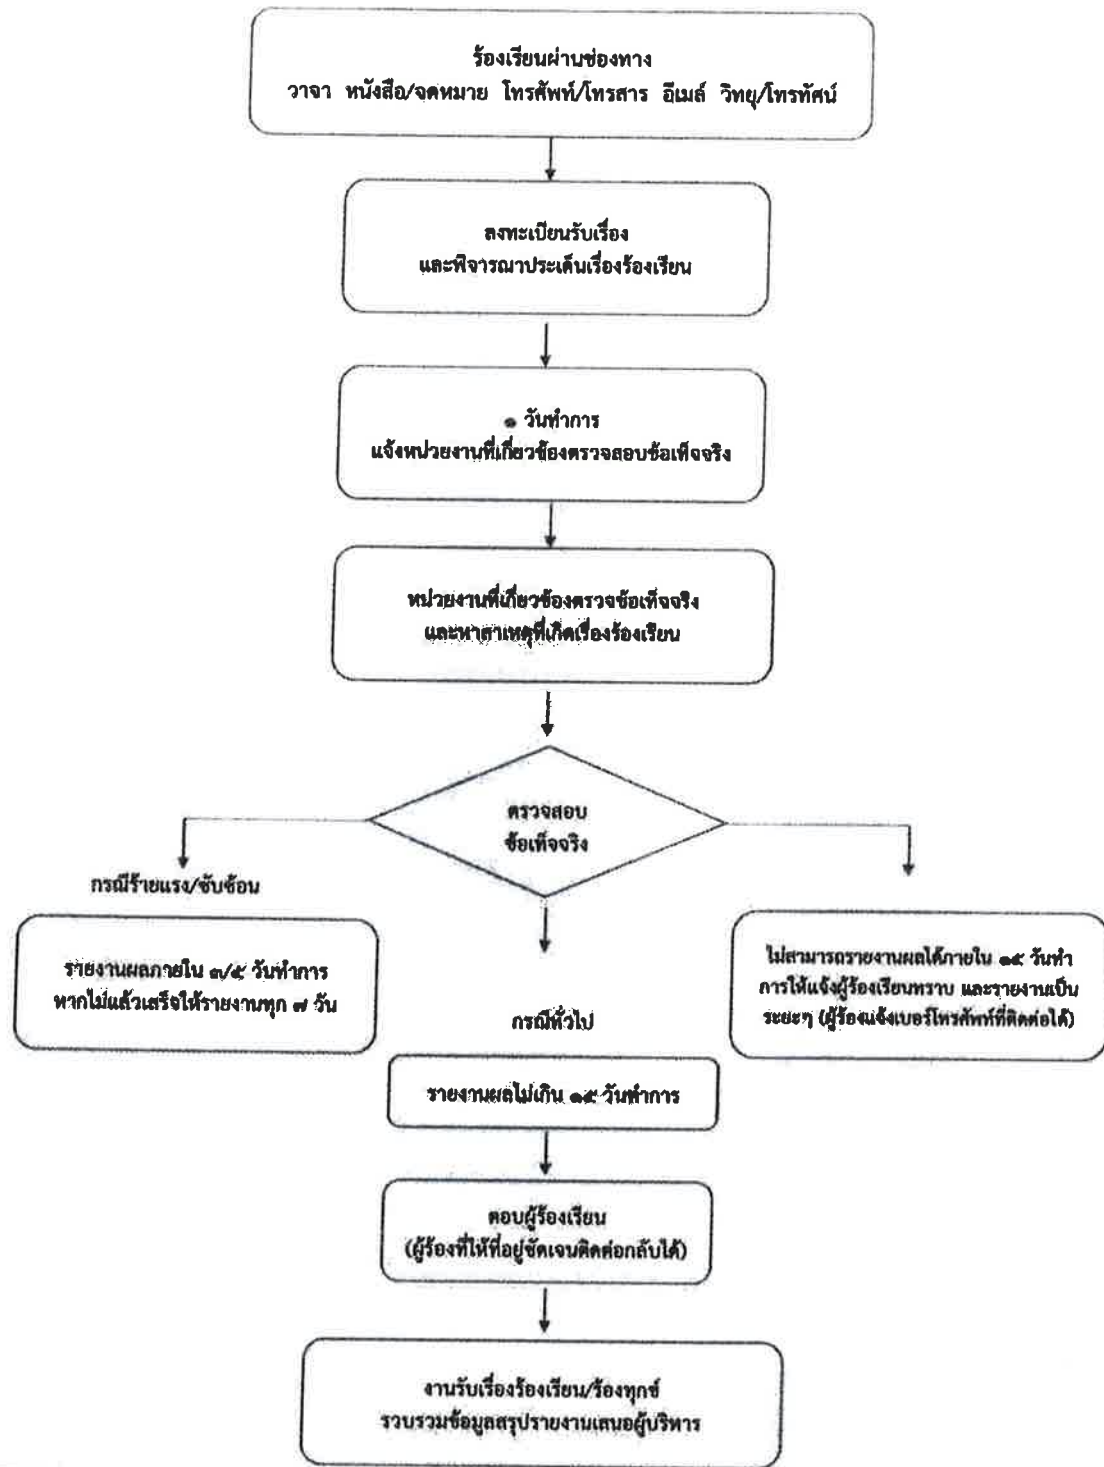 ร้องเรียนผ่านช่องทาง
วาจา หนังสือ/จดหมาย โทรศัพท์/โทรสาร อีเมล์ วิทยุ/โทรทัศน์
ลงทะเบียนรับเรื่อง
และพิจารณาประเด็นเรื่องร้องเรียน
๑ วันทำการ
แจ้งหน่วยงานที่เกี่ยวข้องตรวจสอบข้อเท็จจริง
หน่วยงานที่เกี่ยวข้องตรวจข้อเท็จจริง
และหาสาเหตุที่เกิดเรื่องร้องเรียน
ตรวจสอบ
ข้อเท็จจริง
กรณีร้ายแรง/ซับซ้อน
รายงานผลภายใน ๓/๕ วันทำการ
หากไม่แล้วเสร็จให้รายงานทุก ๗ วัน
ไม่สามารถรายงานผลได้ภายใน ๑๕ วันทำ
การให้แจ้งผู้ร้องเรียนทราบ และรายงานเป็น
ระยะๆ (ผู้ร้องแจ้งเบอร์โทรศัพท์ที่ติดต่อได้)
กรณีทั่วไป
รายงานผลไม่เกิน ๑๕ วันทำการ
ตอบผู้ร้องเรียน
(ผู้ร้องที่ให้ที่อยู่ชัดเจนติดต่อกลับได้)
งานรับเรื่องร้องเรียน/ร้องทุกข์
รวบรวมข้อมูลสรุปรายงานเสนอผู้บริหาร